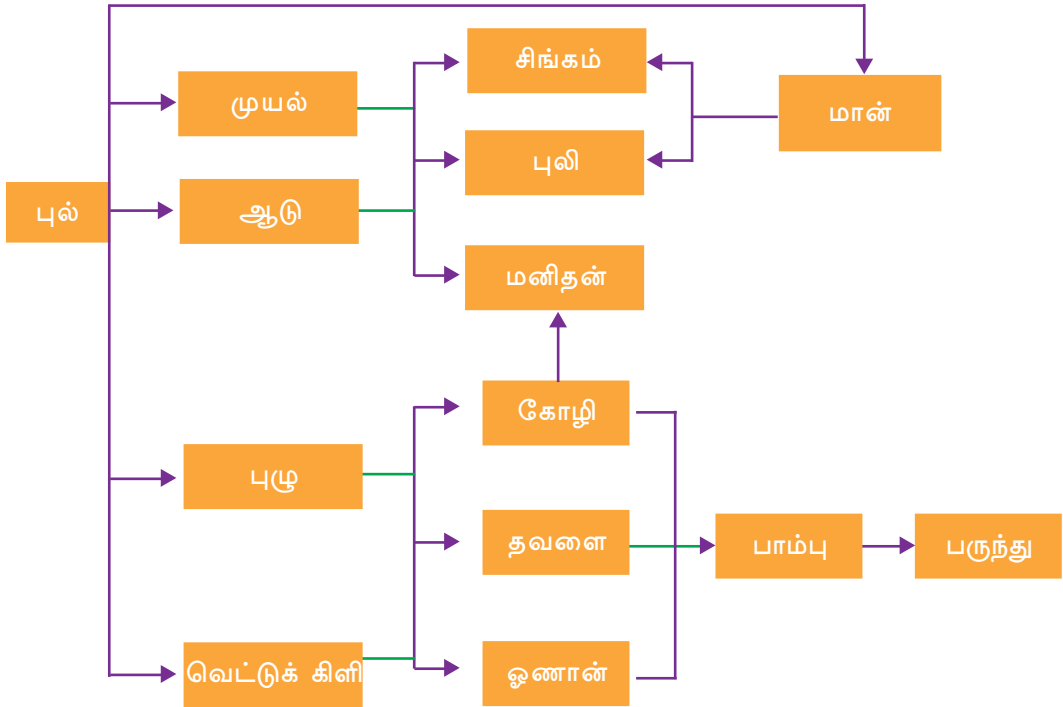 சிங்கம்
முயல்
மான்
புலி
புல்
ஆடு
மனிதன்
கோழி
புழு
தவளை
பாம்பு
பருந்து
வெட்டுக் கிளி
ஓணான்